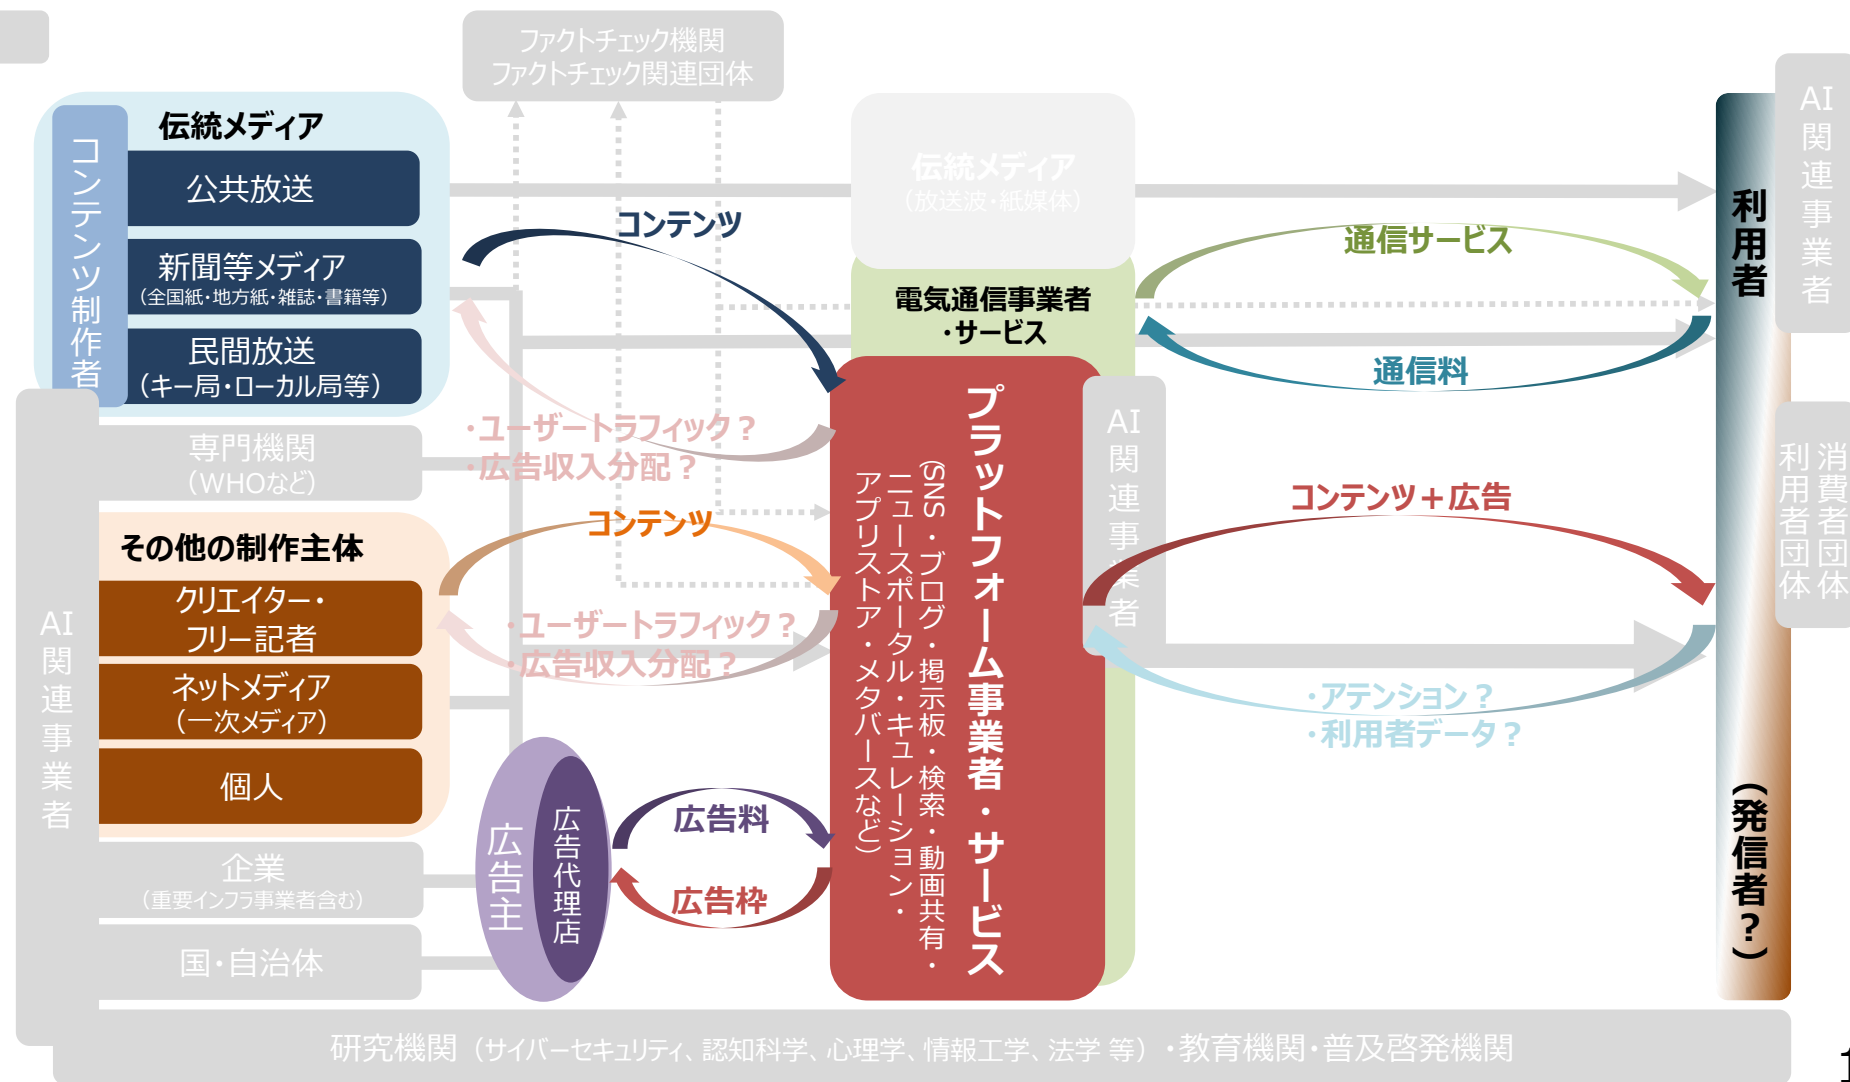 ファクトチェック機関
ファクトチェック関連団体
伝統メディア
コンテンツ制作者
公共放送
新聞等メディア
（全国紙・地方紙・雑誌・書籍等）
民間放送
（キー局・ローカル局等）
専門機関
（WHOなど）
その他の制作主体
クリエイター・
フリー記者
ネットメディア
（一次メディア）
個人
企業
（重要インフラ事業者含む）
国・自治体
AI関連事業者
コンテンツ
・ユーザートラフィック？
・広告収入分配？
コンテンツ
・ユーザートラフィック？
・広告収入分配？
広告主
広告代理店
広告料
広告枠
伝統メディア
（放送波・紙媒体）
電気通信事業者
・サービス
プラットフォーム事業者・サービス
（SNS・ブログ・掲示板・検索・動画共有・
ニュースポータル・キュレーション・
アプリストア・メタバースなど）
AI関連事業者
通信サービス
通信料
コンテンツ＋広告
・アテンション？
・利用者データ？
利用者
（発信者？）
AI関連事業者
消費者団体
利用者団体
研究機関（サイバーセキュリティ、認知科学、心理学、情報工学、法学 等）・教育機関・普及啓発機関